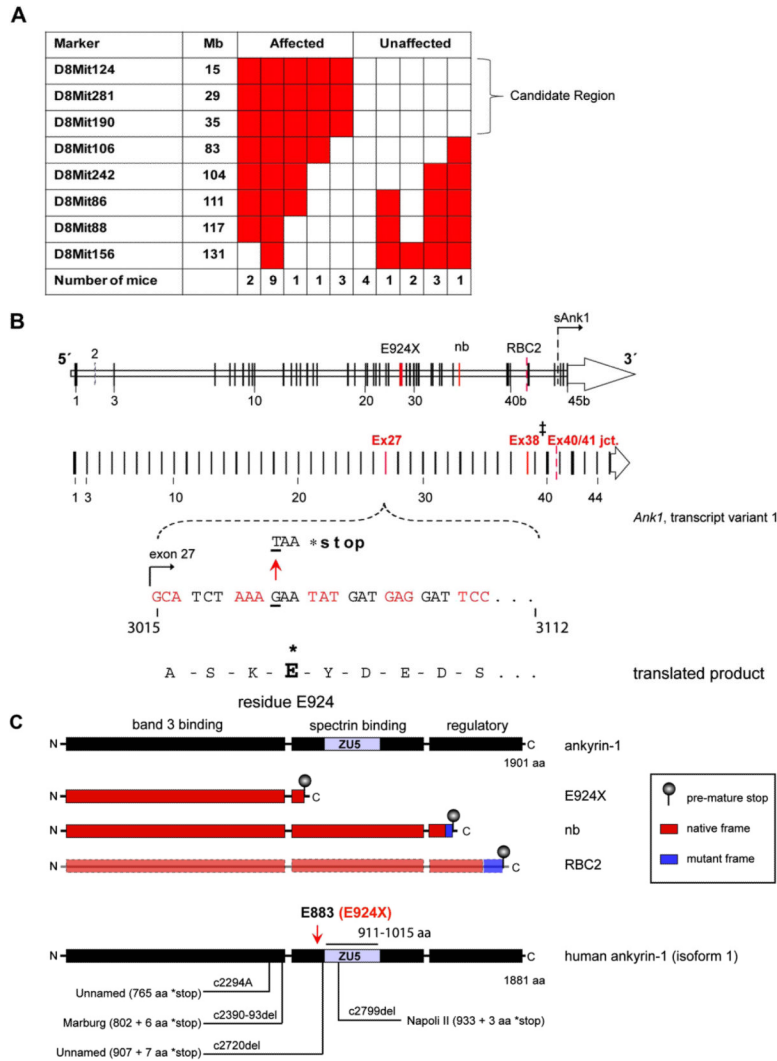 A
Marker Mb Affected Unaffected
D8Mit124 15
D8Mit281 29
D8Mit190 35
Candidate Region
D8Mit106 83
D8Mit242 104
D8Mit86 111
D8Mit88 117
D8Mit156 131
Number of mice 2 9 1 1 3 4 1 2 3 1
B
sAnk1
5´ 2 E924X nb RBC2 3´
1 3 10 20 30 40b 45b
‡
Ex27 Ex38 Ex40/41 jct.
1 3 10 20 30 40 44
Ank1, transcript variant 1
TAA *stop
exon 27
GCA TCT AAA GAA TAT GAT GAG GAT TCC . . .
3015 3112
*
A - S - K - E - Y - D - E - D - S . . . translated product
residue E924
C
band 3 binding spectrin binding regulatory
N ZU5 C ankyrin-1
1901 aa
C E924X
C nb
C RBC2
pre-mature stop
native frame
mutant frame
E883 (E924X)
911-1015 aa
N ZU5 C human ankyrin-1 (isoform 1)
1881 aa
c2294A
Unnamed (765 aa *stop)
c2390-93del
Marburg (802 + 6 aa *stop)
c2799del
Napoli II (933 + 3 aa *stop)
c2720del
Unnamed (907 + 7 aa *stop)